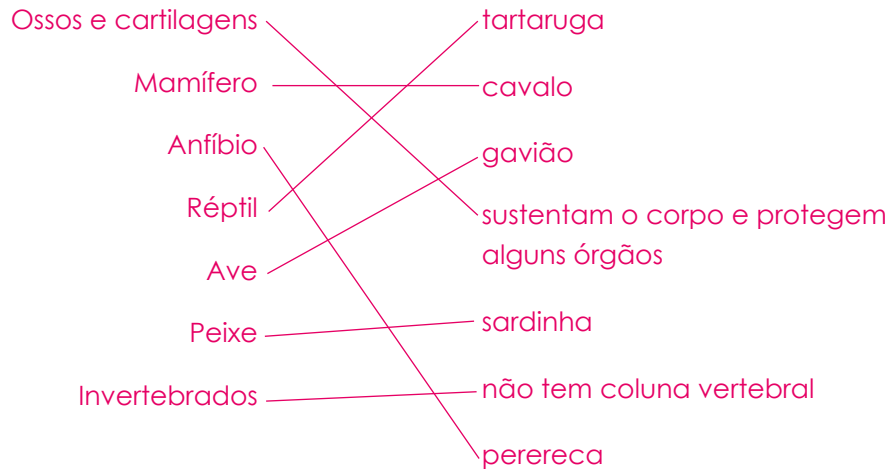 Ossos e cartilagens
Mamífero
Anfíbio
Réptil
Ave
Peixe
Invertebrados
tartaruga
cavalo
gavião
sustentam o corpo e protegem
alguns órgãos
sardinha
não tem coluna vertebral
perereca